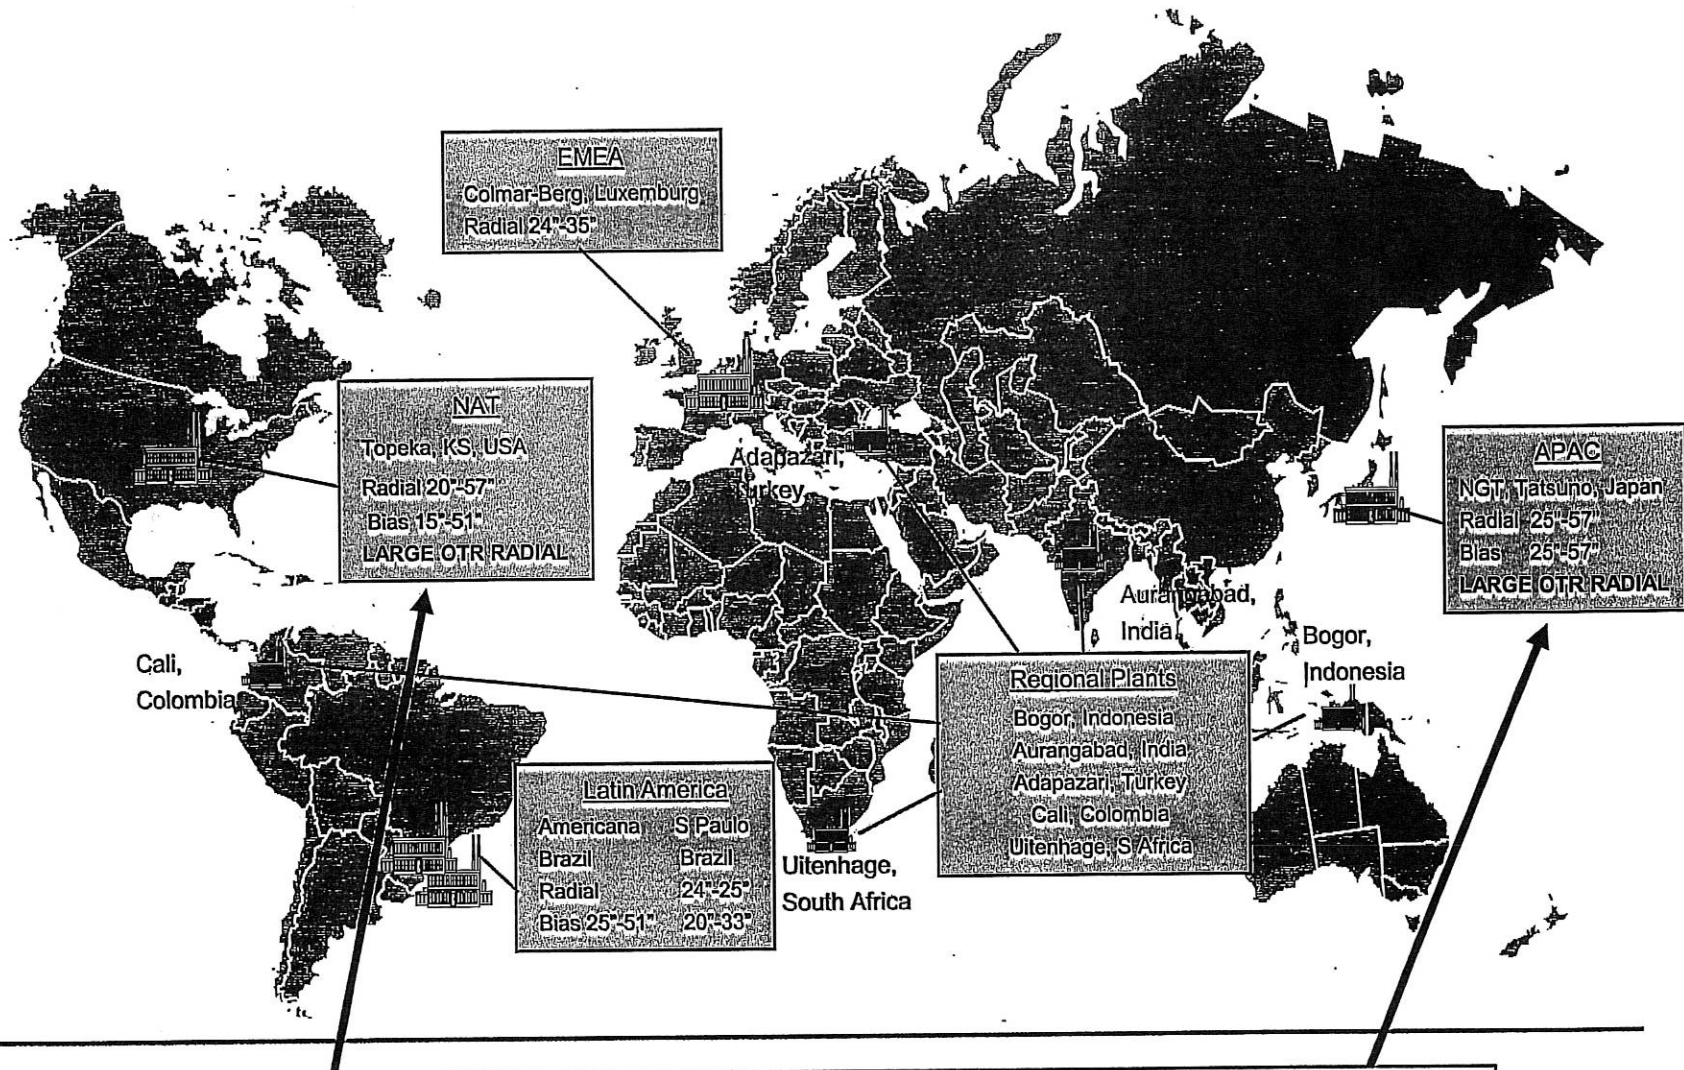 EMEA
Colmar-Berg, Luxemburg
Radial 24"-35"
NAT
Topeka, KS, USA
Radial 20"-57"
Bias 15"-51"
LARGE OTR RADIAL
Adapazari,
Turkey
APAC
NGT, Tatsuno, Japan
Radial 25"-57"
Bias 25"-57"
LARGE OTR RADIAL
Aurangabad,
India
Bogor,
Indonesia
Cali,
Colombia
Regional Plants
Bogor, Indonesia
Aurangabad, India
Adapazari, Turkey
Cali, Colombia
Uitenhage, S Africa
Latin America
Americana S Paulo
Brazil Brazil
Radial 24"-25"
Bias 25"-51" 20"-33"
Uitenhage,
South Africa